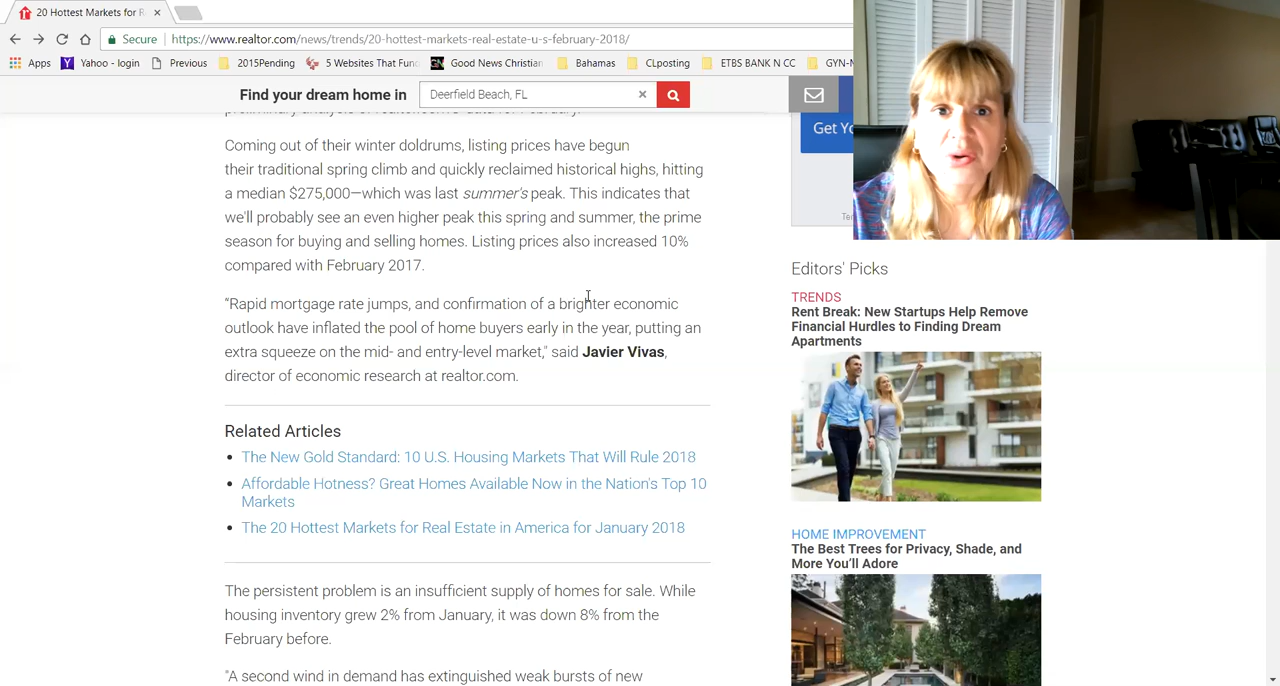 20 Hottest Markets for R
Secure
https://www.realtor.com/news/trends/20-hottest-markets-real-estate-u-s-february-2018/
Apps
Yahoo - login
Previous
2015Pending
7 Websites That Fun
Good News Christian
Bahamas
CLposting
ETBS BANK N CC
GYN-N
Find your dream home in
Deerfield Beach, FL
Get Yo
Coming out of their winter doldrums, listing prices have begun
their traditional spring climb and quickly reclaimed historical highs, hitting
a median $275,000—which was last summer's peak. This indicates that
we'll probably see an even higher peak this spring and summer, the prime
season for buying and selling homes. Listing prices also increased 10%
compared with February 2017.
“Rapid mortgage rate jumps, and confirmation of a brighter economic
outlook have inflated the pool of home buyers early in the year, putting an
extra squeeze on the mid- and entry-level market," said Javier Vivas,
director of economic research at realtor.com.
Related Articles
The New Gold Standard: 10 U.S. Housing Markets That Will Rule 2018
Affordable Hotness? Great Homes Available Now in the Nation's Top 10
Markets
The 20 Hottest Markets for Real Estate in America for January 2018
The persistent problem is an insufficient supply of homes for sale. While
housing inventory grew 2% from January, it was down 8% from the
February before.
"A second wind in demand has extinguished weak bursts of new
Editors' Picks
TRENDS
Rent Break: New Startups Help Remove
Financial Hurdles to Finding Dream
Apartments
HOME IMPROVEMENT
The Best Trees for Privacy, Shade, and
More You’ll Adore